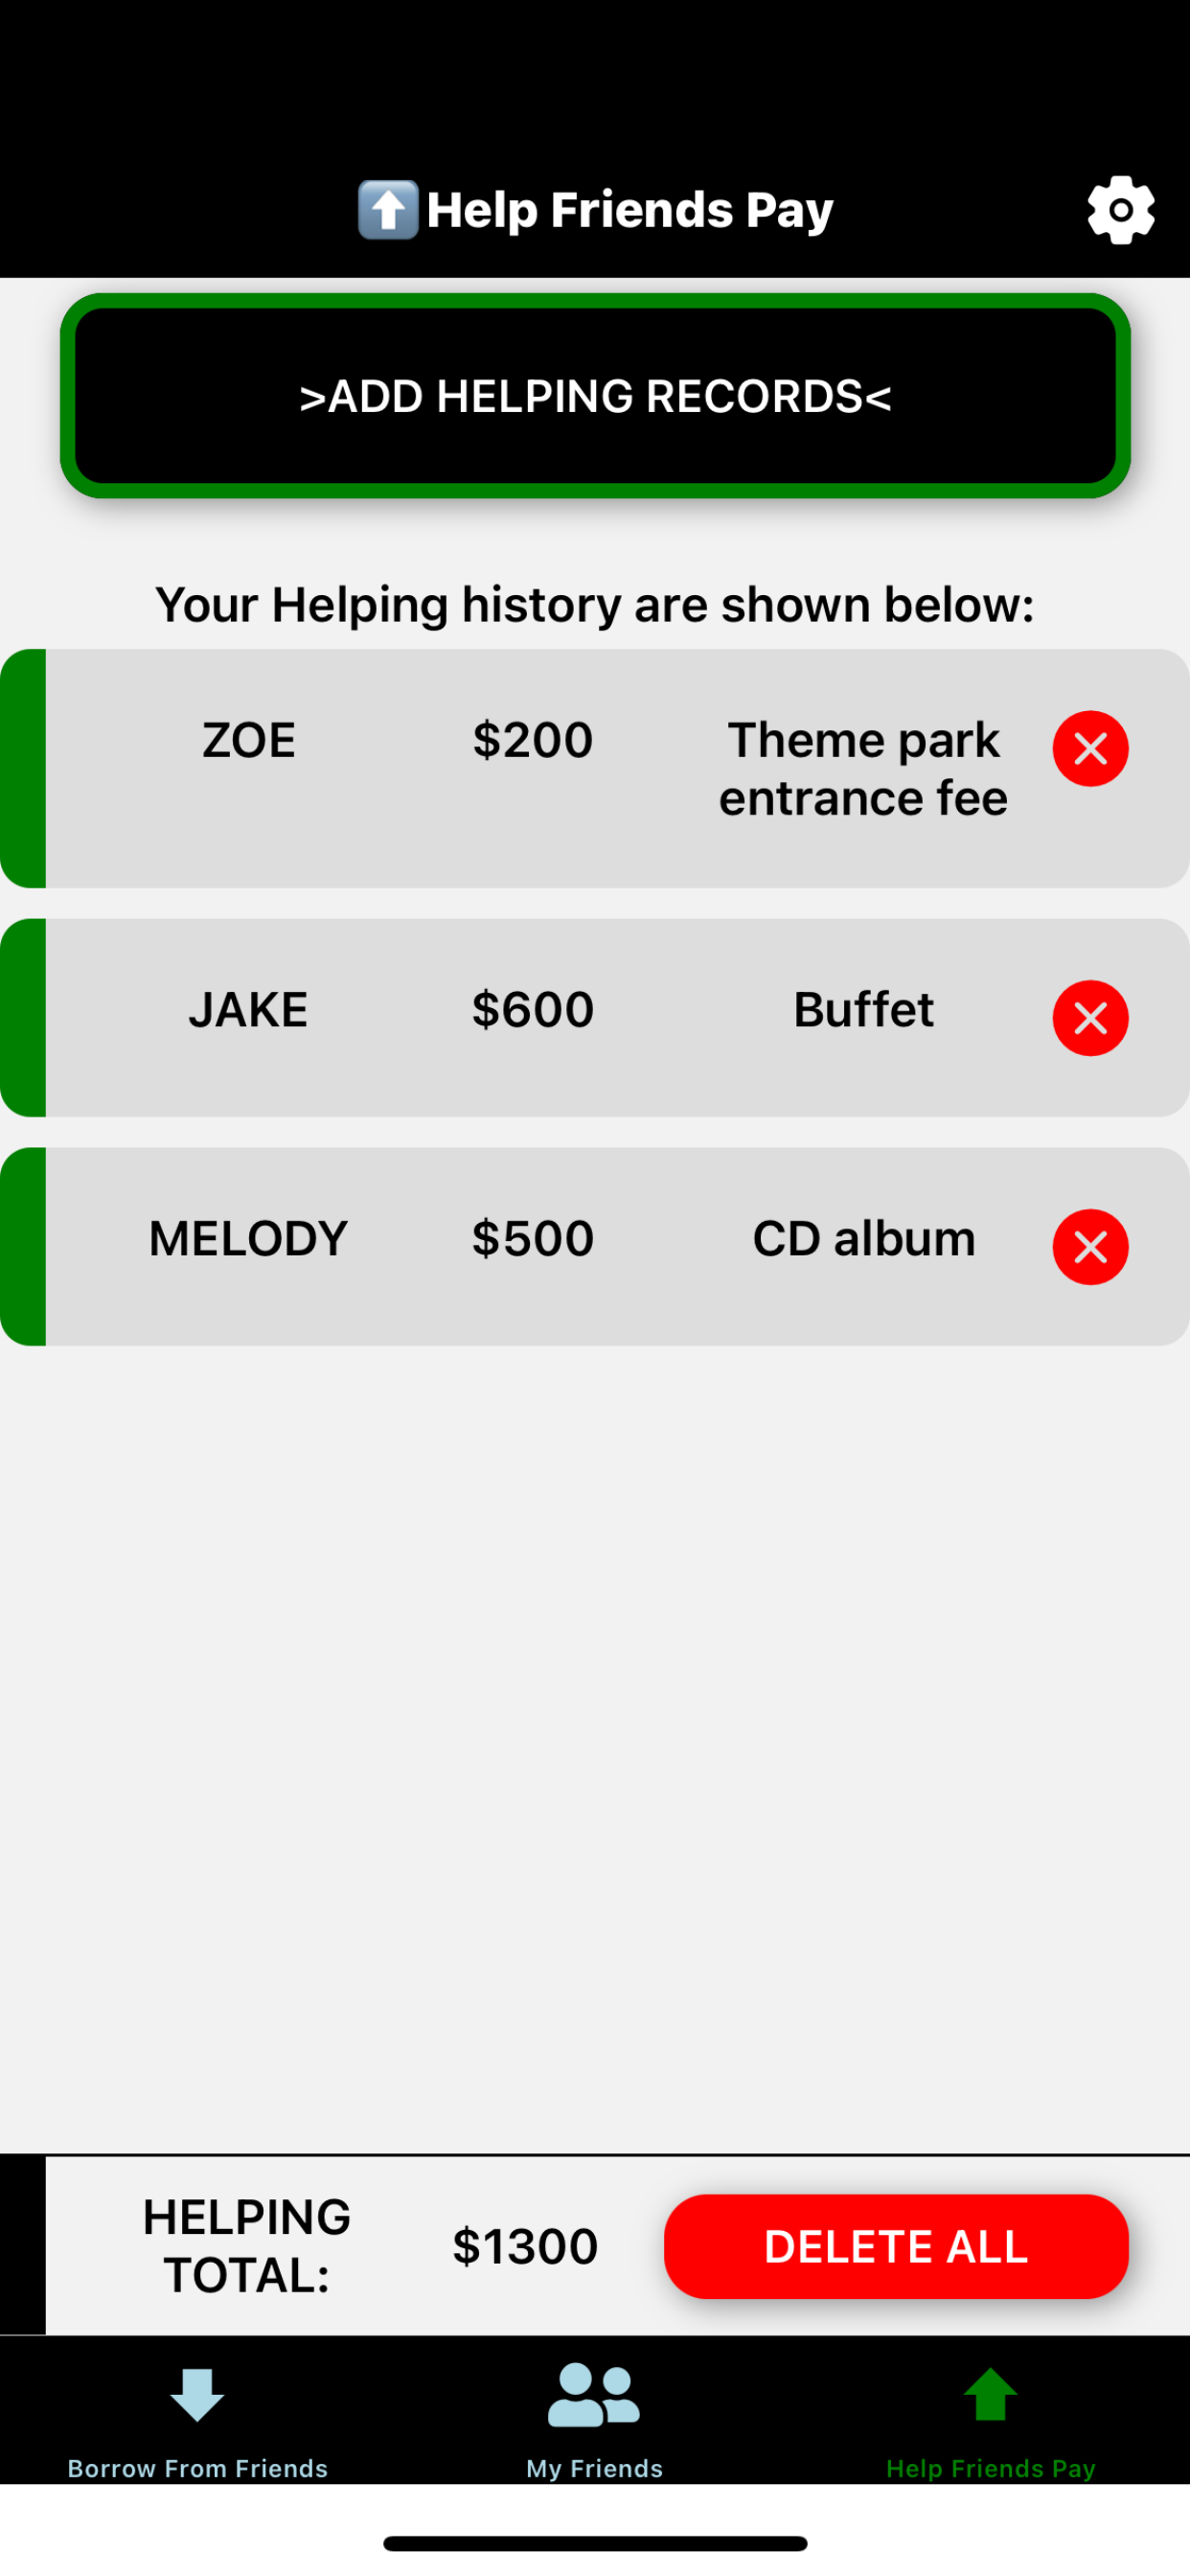 Help Friends Pay
>ADD HELPING RECORDS<
Your Helping history are shown below:
ZOE $200 Theme park
entrance fee
JAKE $600 Buffet
MELODY $500 CD album
HELPING
TOTAL:
$1300
DELETE ALL
Borrow From Friends
My Friends
Help Friends Pay